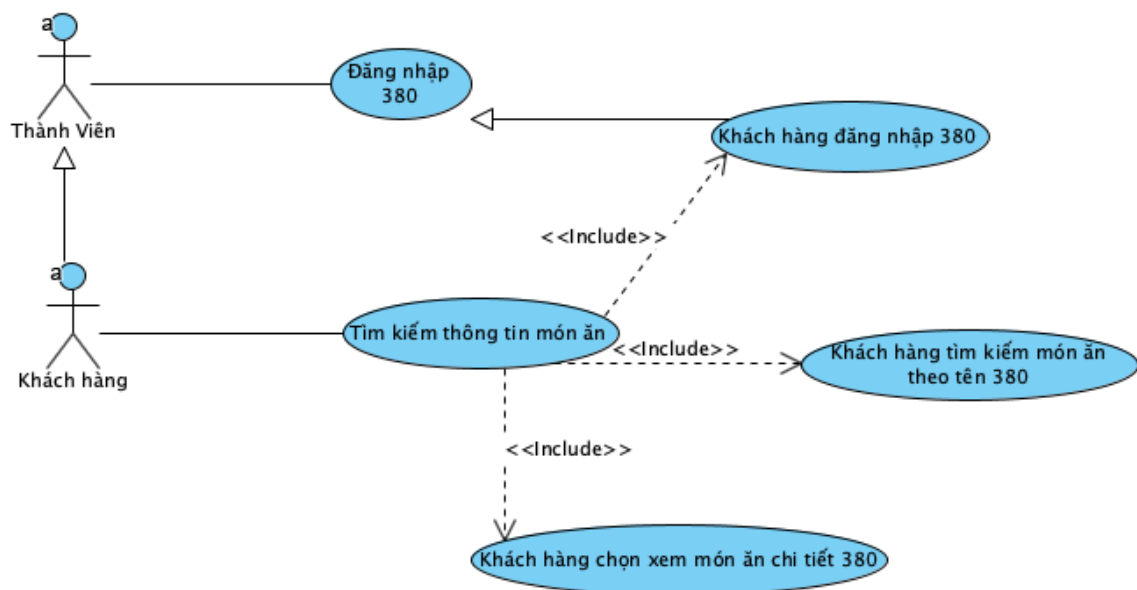 a
Thành Viên
Đăng nhập
380
Khách hàng đăng nhập 380
<<Include>>
a
Khách hàng
Tìm kiếm thông tin món ăn
<<Include>>
Khách hàng tìm kiếm món ăn
theo tên 380
<<Include>>
Khách hàng chọn xem món ăn chi tiết 380